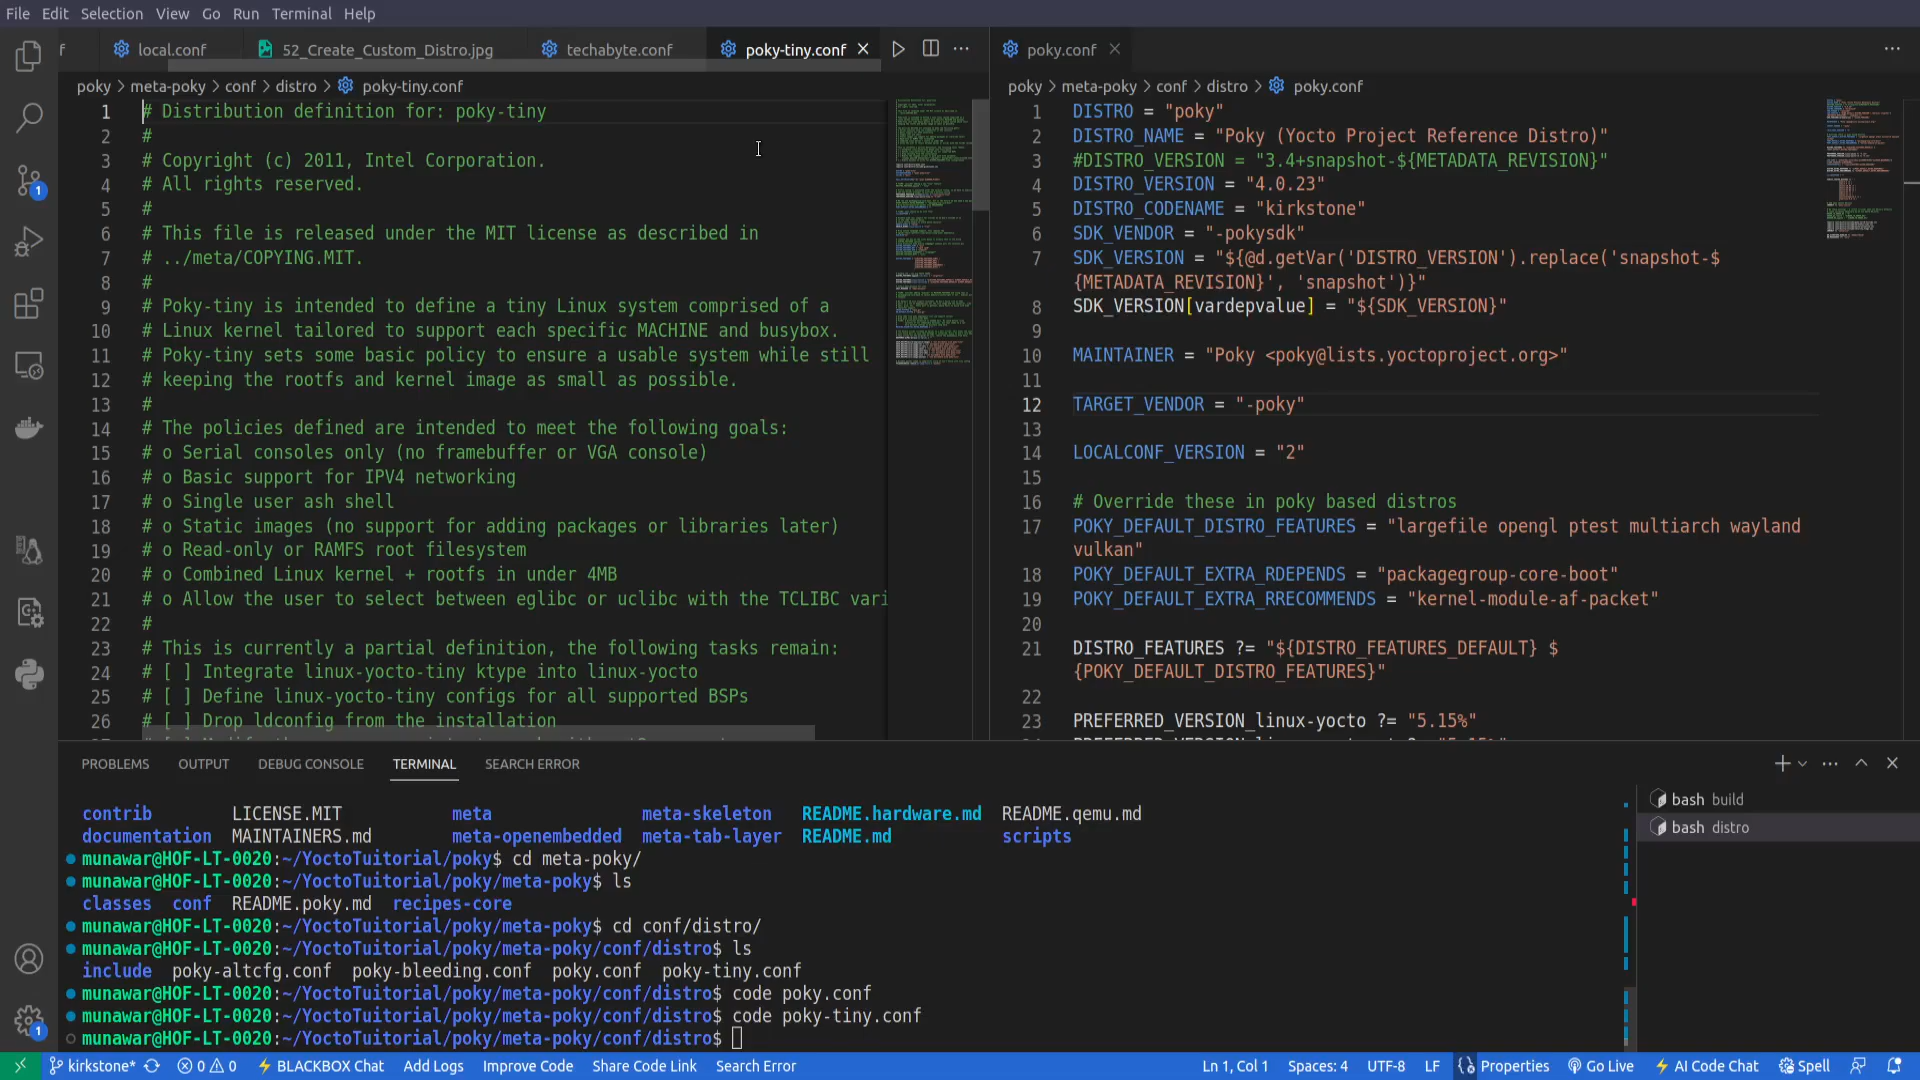 File Edit Selection View Go Run Terminal Help
f local.conf 52_Create_Custom_Distro.jpg techabyte.conf poky-tiny.conf
poky > meta-poky > conf > distro > poky-tiny.conf
1 # Distribution definition for: poky-tiny
2 #
3 # Copyright (c) 2011, Intel Corporation.
4 # All rights reserved.
5 #
6 # This file is released under the MIT license as described in
7 # ../meta/COPYING.MIT.
8 #
9 # Poky-tiny is intended to define a tiny Linux system comprised of a
10 # Linux kernel tailored to support each specific MACHINE and busybox.
11 # Poky-tiny sets some basic policy to ensure a usable system while still
12 # keeping the rootfs and kernel image as small as possible.
13 #
14 # The policies defined are intended to meet the following goals:
15 # o Serial consoles only (no framebuffer or VGA console)
16 # o Basic support for IPV4 networking
17 # o Single user ash shell
18 # o Static images (no support for adding packages or libraries later)
19 # o Read-only or RAMFS root filesystem
20 # o Combined Linux kernel + rootfs in under 4MB
21 # o Allow the user to select between eglibc or uclibc with the TCLIBC vari
22 #
23 # This is currently a partial definition, the following tasks remain:
24 # [ ] Integrate linux-yocto-tiny ktype into linux-yocto
25 # [ ] Define linux-yocto-tiny configs for all supported BSPs
26 # [ ] Drop ldconfig from the installation
poky.conf
poky > meta-poky > conf > distro > poky.conf
1 DISTRO = "poky"
2 DISTRO_NAME = "Poky (Yocto Project Reference Distro)"
3 #DISTRO_VERSION = "3.4+snapshot-${METADATA_REVISION}"
4 DISTRO_VERSION = "4.0.23"
5 DISTRO_CODENAME = "kirkstone"
6 SDK_VENDOR = "-pokysdk"
7 SDK_VERSION = "${@d.getVar('DISTRO_VERSION').replace('snapshot-$
{METADATA_REVISION}', 'snapshot')}"
8 SDK_VERSION[vardepvalue] = "${SDK_VERSION}"
9
10 MAINTAINER = "Poky <poky@lists.yoctoproject.org>"
11
12 TARGET_VENDOR = "-poky"
13
14 LOCALCONF_VERSION = "2"
15
16 # Override these in poky based distros
17 POKY_DEFAULT_DISTRO_FEATURES = "largefile opengl ptest multiarch wayland
vulkan"
18 POKY_DEFAULT_EXTRA_RDEPENDS = "packagegroup-core-boot"
19 POKY_DEFAULT_EXTRA_RRECOMMENDS = "kernel-module-af-packet"
20
21 DISTRO_FEATURES ?= "${DISTRO_FEATURES_DEFAULT} $
{POKY_DEFAULT_DISTRO_FEATURES}"
22
23 PREFERRED_VERSION_linux-yocto ?= "5.15%"
PROBLEMS OUTPUT DEBUG CONSOLE TERMINAL SEARCH ERROR
contrib LICENSE.MIT meta meta-skeleton README.hardware.md README.qemu.md
documentation MAINTAINERS.md meta-openembedded meta-tab-layer README.md scripts
munawar@HOF-LT-0020:~/YoctoTuitorial/poky$ cd meta-poky/
munawar@HOF-LT-0020:~/YoctoTuitorial/poky/meta-poky$ ls
classes conf README.poky.md recipes-core
munawar@HOF-LT-0020:~/YoctoTuitorial/poky/meta-poky$ cd conf/distro/
munawar@HOF-LT-0020:~/YoctoTuitorial/poky/meta-poky/conf/distro$ ls
include poky-altcfg.conf poky-bleeding.conf poky.conf poky-tiny.conf
munawar@HOF-LT-0020:~/YoctoTuitorial/poky/meta-poky/conf/distro$ code poky.conf
munawar@HOF-LT-0020:~/YoctoTuitorial/poky/meta-poky/conf/distro$ code poky-tiny.conf
munawar@HOF-LT-0020:~/YoctoTuitorial/poky/meta-poky/conf/distro$
bash build
bash distro
1
1
kirkstone* 0 0 BLACKBOX Chat Add Logs Improve Code Share Code Link Search Error Ln 1, Col 1 Spaces: 4 UTF-8 LF Properties Go Live AI Code Chat Spell